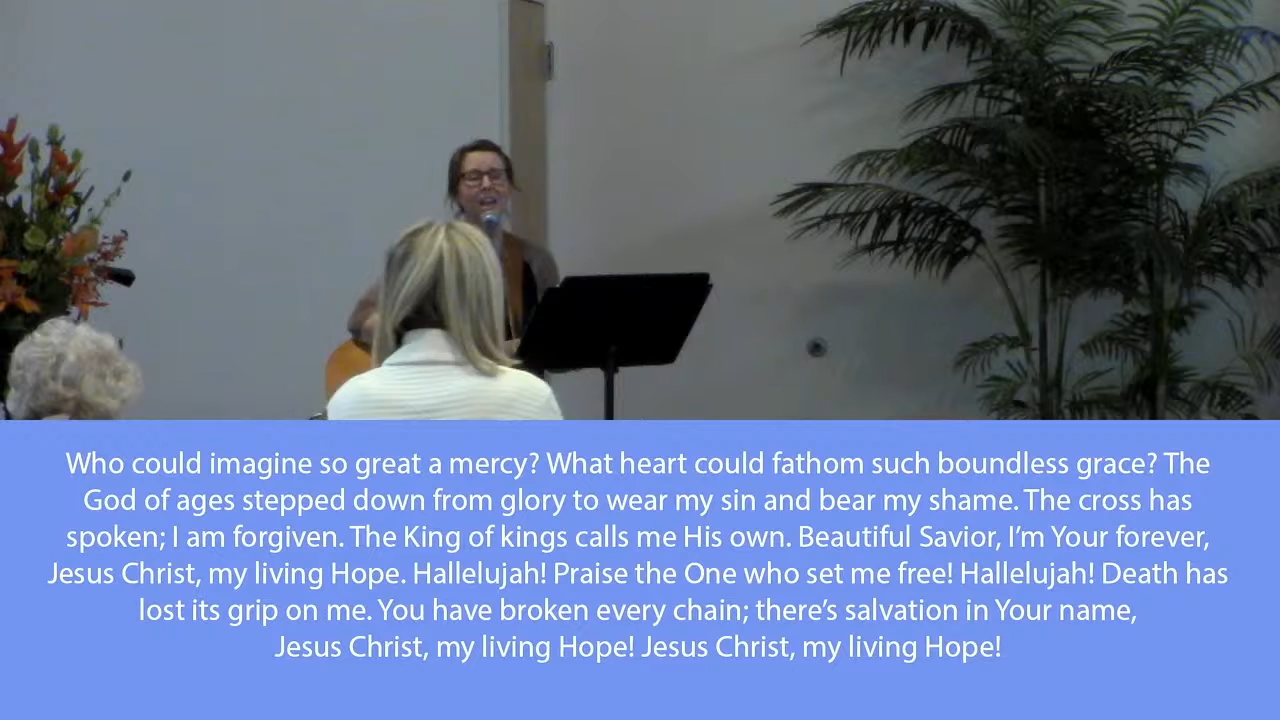 Who could imagine so great a mercy? What heart could fathom such boundless grace? The
God of ages stepped down from glory to wear my sin and bear my shame. The cross has
spoken; I am forgiven. The King of kings calls me His own. Beautiful Savior, I’m Your forever,
Jesus Christ, my living Hope. Hallelujah! Praise the One who set me free! Hallelujah! Death has
lost its grip on me. You have broken every chain; there’s salvation in Your name,
Jesus Christ, my living Hope! Jesus Christ, my living Hope!